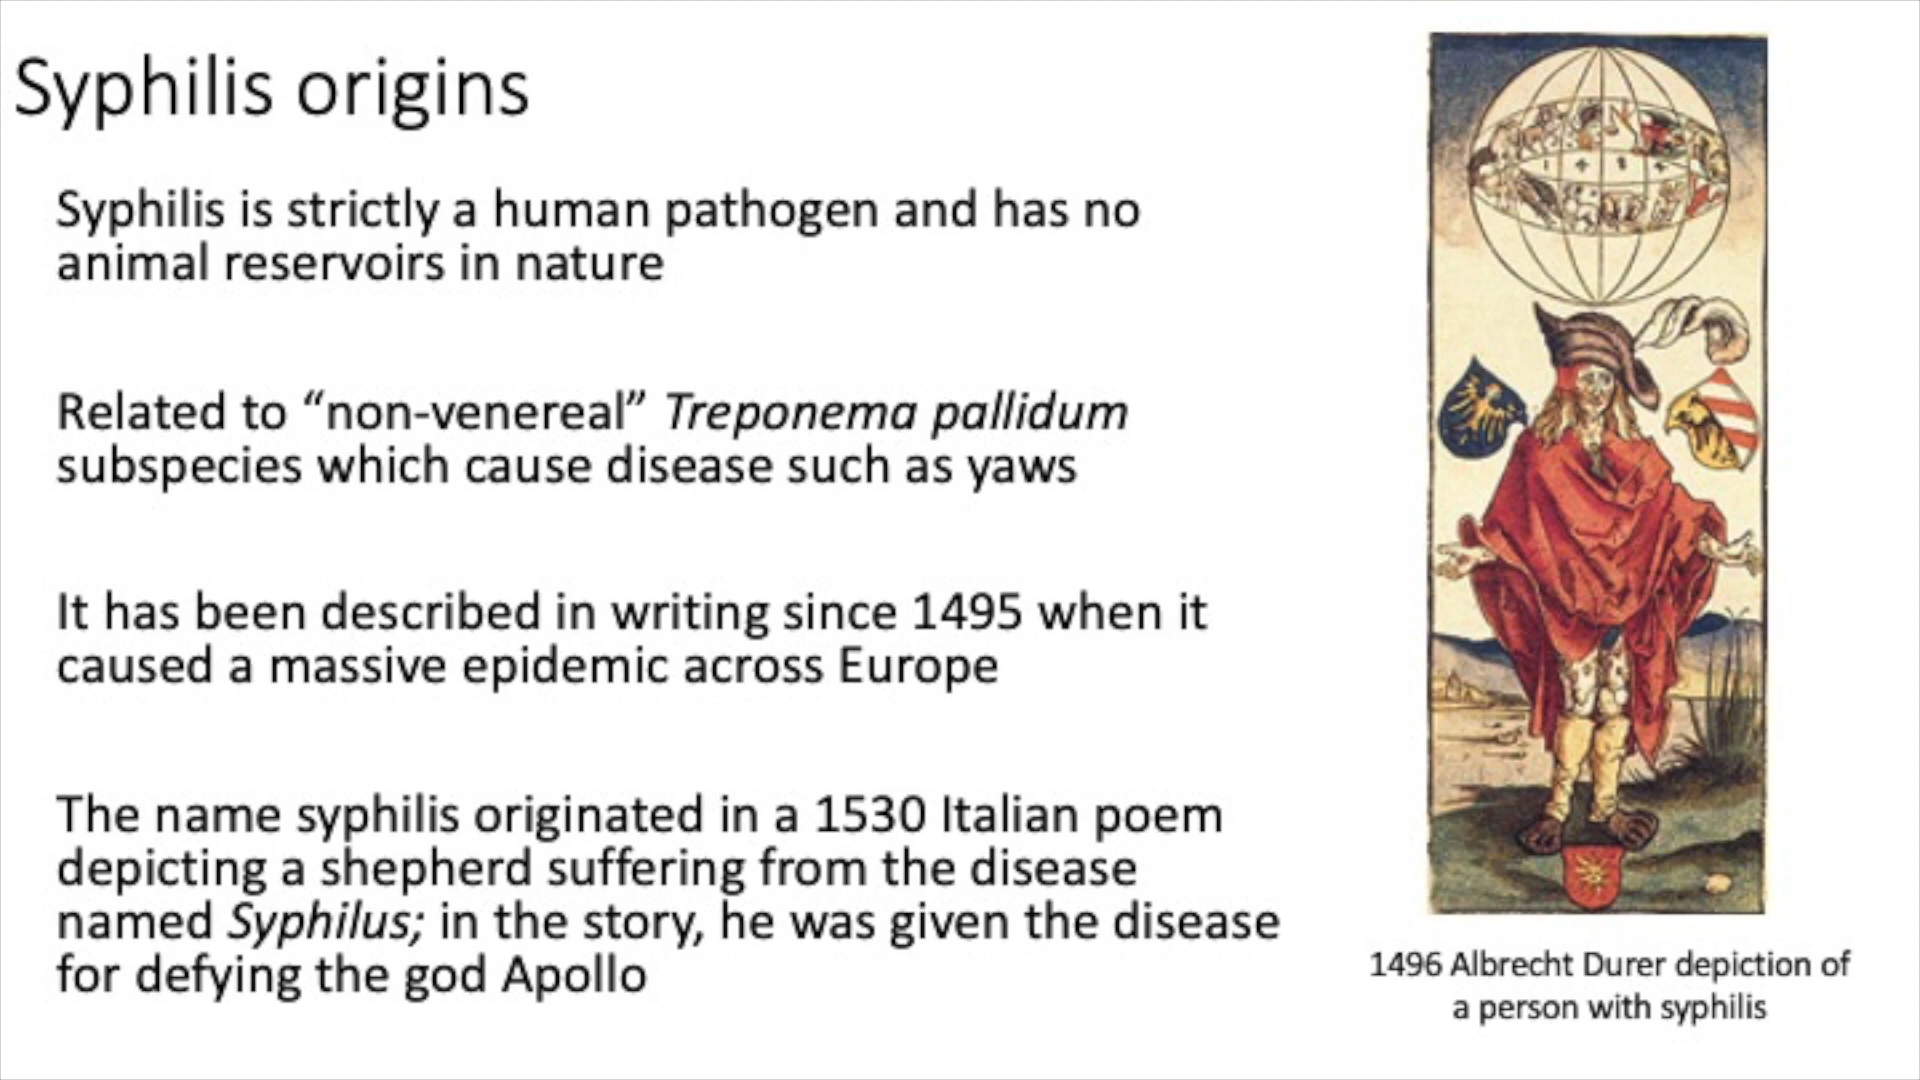 Syphilis origins
Syphilis is strictly a human pathogen and has no
animal reservoirs in nature
Related to “non-venereal” Treponema pallidum
subspecies which cause disease such as yaws
It has been described in writing since 1495 when it
caused a massive epidemic across Europe
The name syphilis originated in a 1530 Italian poem
depicting a shepherd suffering from the disease
named Syphilus; in the story, he was given the disease
for defying the god Apollo
1496 Albrecht Durer depiction of
a person with syphilis